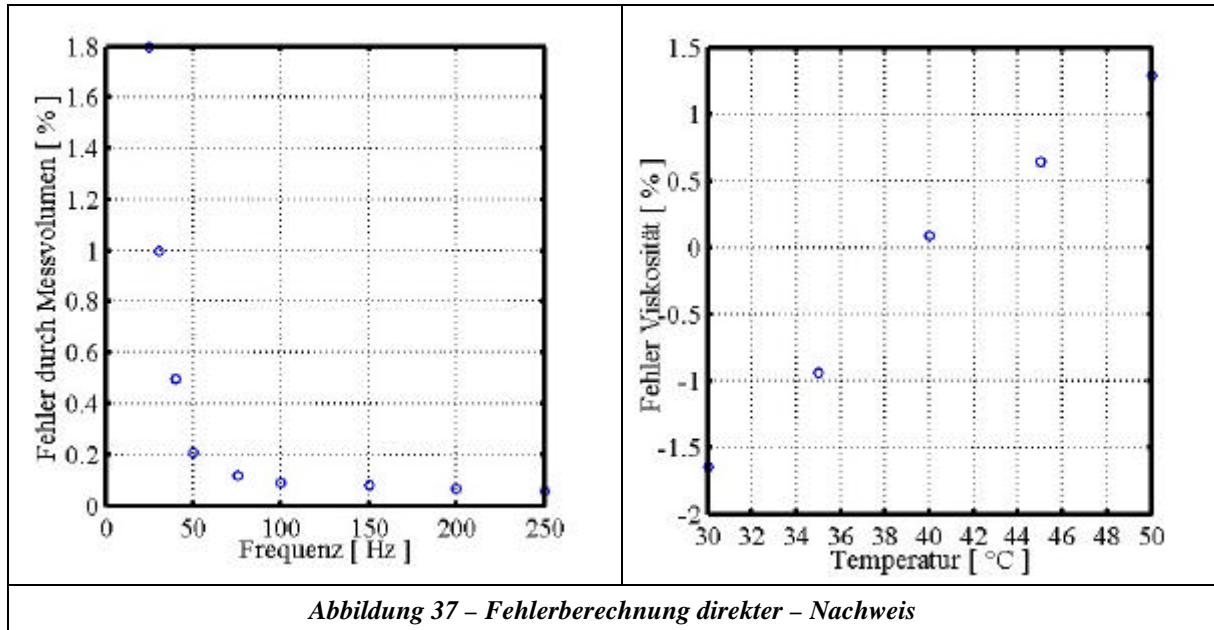 1.8
1.6
1.4
1.2
1
0.8
0.6
0.4
0.2
0
0 50 100 150 200 250
Frequenz [ Hz ]
Fehler durch Messvolumen [ % ]
1.5
1
0.5
0
-0.5
-1
-1.5
-2
30 32 34 36 38 40 42 44 46 48 50
Temperatur [ °C ]
Fehler Viskosität [ % ]
Abbildung 37 – Fehlerberechnung direkter – Nachweis